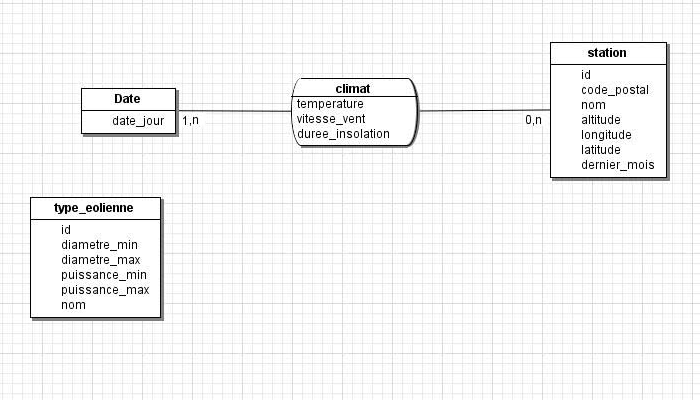 Date
date_jour
1,n
climat
temperature
vitesse_vent
duree_insolation
0,n
station
id
code_postal
nom
altitude
longitude
latitude
dernier_mois
type_eolienne
id
diametre_min
diametre_max
puissance_min
puissance_max
nom